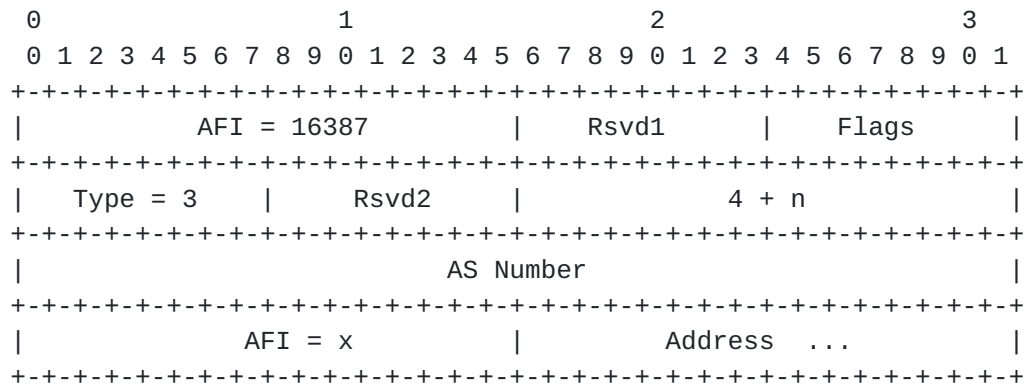 0                   1                   2                   3
 0 1 2 3 4 5 6 7 8 9 0 1 2 3 4 5 6 7 8 9 0 1 2 3 4 5 6 7 8 9 0 1
+-+-+-+-+-+-+-+-+-+-+-+-+-+-+-+-+-+-+-+-+-+-+-+-+-+-+-+-+-+-+-+-+
|           AFI = 16387         |    Rsvd1      |    Flags      |
+-+-+-+-+-+-+-+-+-+-+-+-+-+-+-+-+-+-+-+-+-+-+-+-+-+-+-+-+-+-+-+-+
|   Type = 3    |     Rsvd2     |             4 + n             |
+-+-+-+-+-+-+-+-+-+-+-+-+-+-+-+-+-+-+-+-+-+-+-+-+-+-+-+-+-+-+-+-+
|                           AS Number                           |
+-+-+-+-+-+-+-+-+-+-+-+-+-+-+-+-+-+-+-+-+-+-+-+-+-+-+-+-+-+-+-+-+
|              AFI = x          |         Address  ...          |
+-+-+-+-+-+-+-+-+-+-+-+-+-+-+-+-+-+-+-+-+-+-+-+-+-+-+-+-+-+-+-+-+